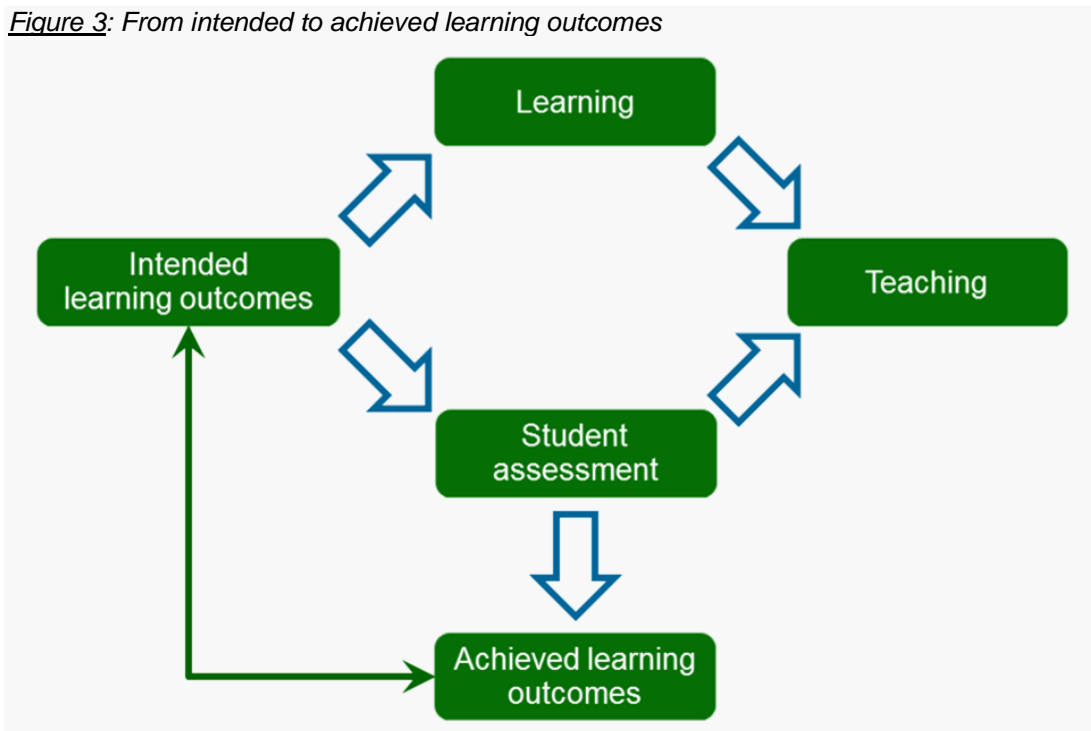 Figure 3: From intended to achieved learning outcomes
Learning
Intended
learning outcomes
Teaching
Student
assessment
Achieved learning
outcomes